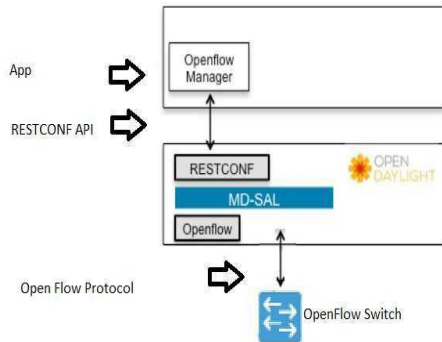 App
Openflow
Manager
RESTCONF API
RESTCONF
OPEN
DAYLIGHT
MD-SAL
Openflow
Open Flow Protocol
OpenFlow Switch